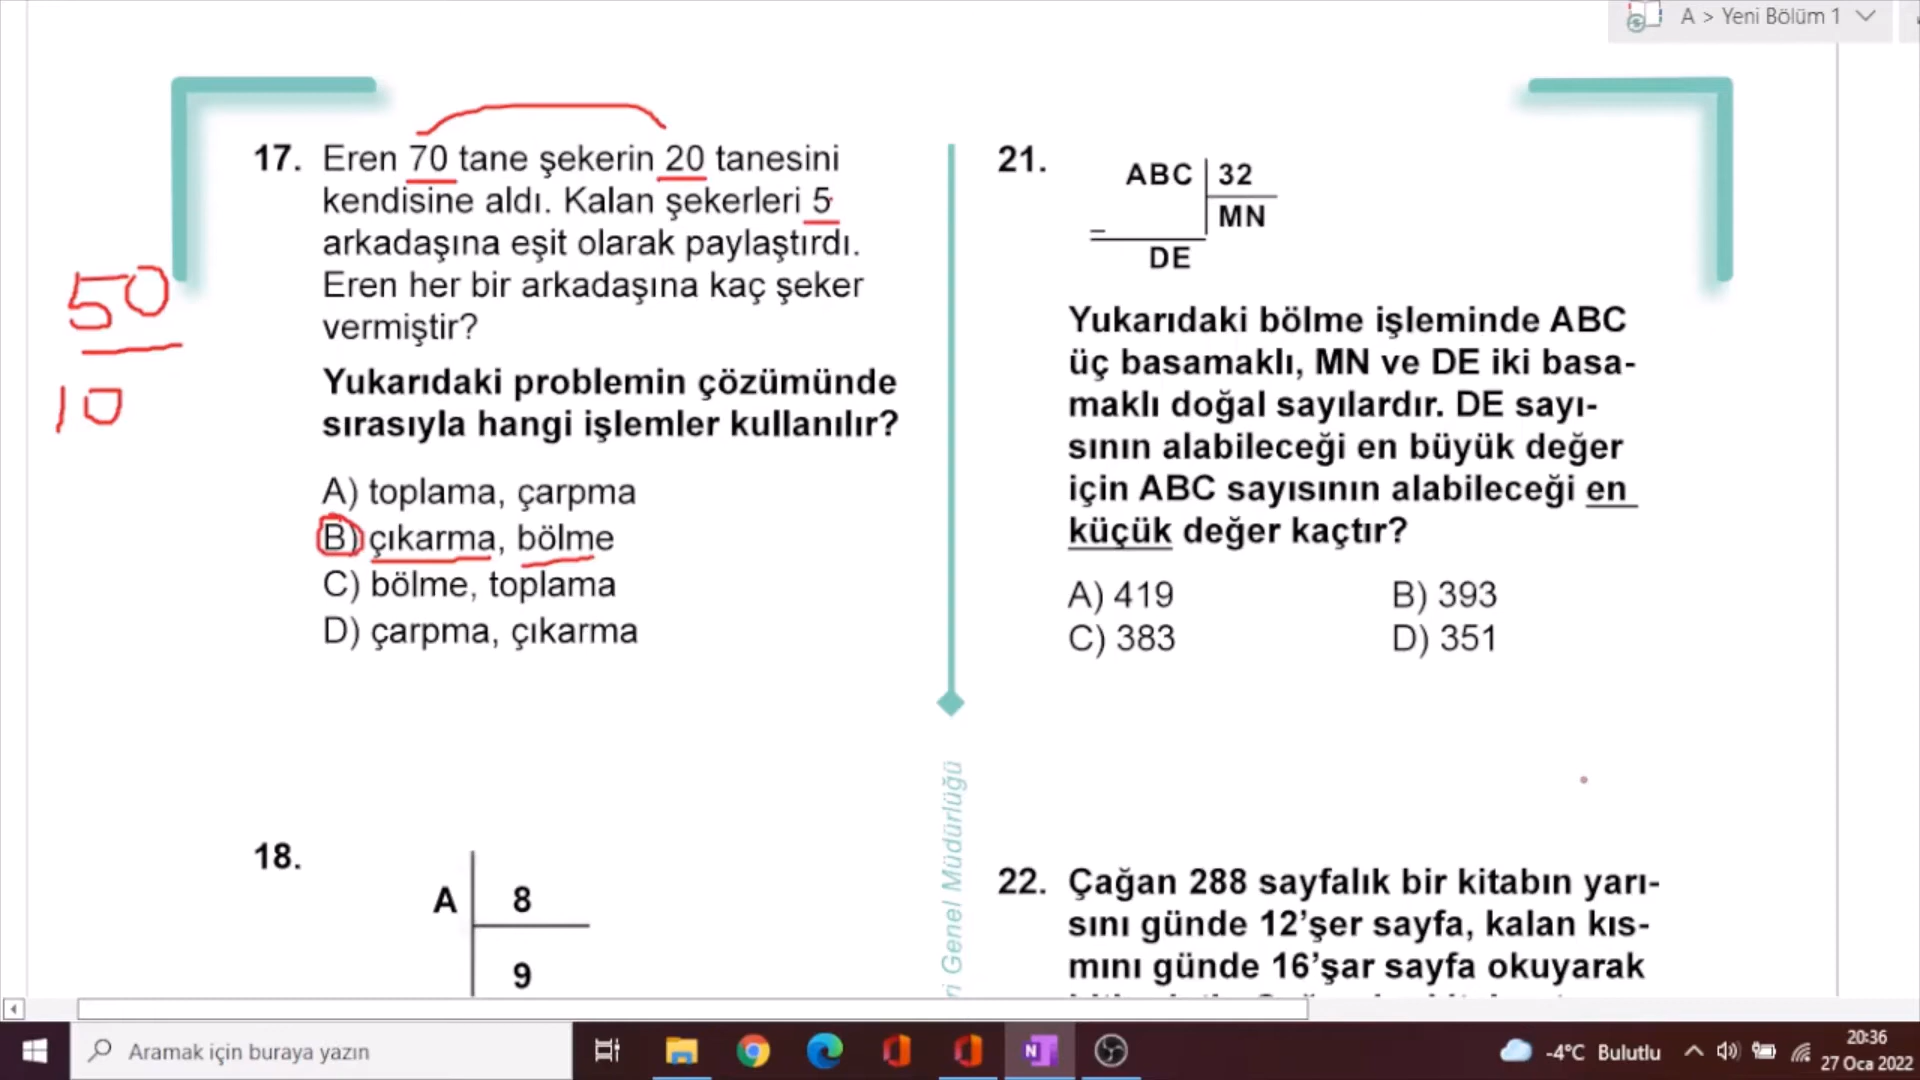 A > Yeni Bölüm 1
17. Eren 70 tane şekerin 20 tanesini
kendisine aldı. Kalan şekerleri 5
arkadaşına eşit olarak paylaştırdı.
Eren her bir arkadaşına kaç şeker
vermiştir?
50
10
Yukarıdaki problemin çözümünde
sırasıyla hangi işlemler kullanılır?
A) toplama, çarpma
B) çıkarma, bölme
C) bölme, toplama
D) çarpma, çıkarma
18.
A 8
9
ri Genel Müdürlüğü
21.
ABC 32
MN
–
DE
Yukarıdaki bölme işleminde ABC
üç basamaklı, MN ve DE iki basa-
maklı doğal sayılardır. DE sayı-
sının alabileceği en büyük değer
için ABC sayısının alabileceği en
küçük değer kaçtır?
A) 419 B) 393
C) 383 D) 351
22. Çağan 288 sayfalık bir kitabın yarı-
sını günde 12’şer sayfa, kalan kıs-
mını günde 16’şar sayfa okuyarak
Aramak için buraya yazın
-4°C Bulutlu
20:36
27 Oca 2022